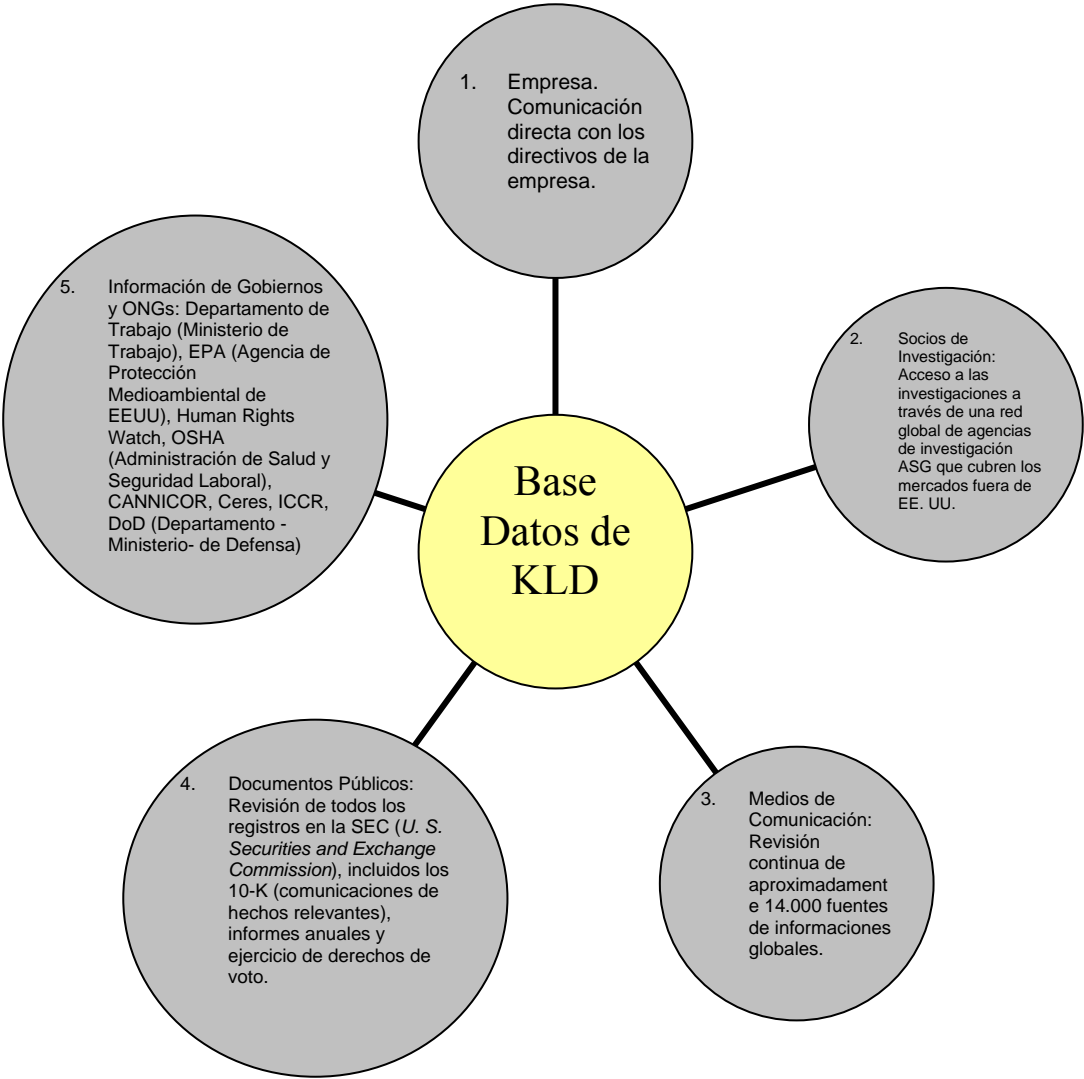 1. Empresa.
Comunicación
directa con los
directivos de la
empresa.
2. Socios de
Investigación:
Acceso a las
investigaciones a
través de una red
global de agencias
de investigación
ASG que cubren los
mercados fuera de
EE. UU.
3. Medios de
Comunicación:
Revisión
continua de
aproximadament
e 14.000 fuentes
de informaciones
globales.
4. Documentos Públicos:
Revisión de todos los
registros en la SEC (U. S.
Securities and Exchange
Commission), incluidos los
10-K (comunicaciones de
hechos relevantes),
informes anuales y
ejercicio de derechos de
voto.
5. Información de Gobiernos
y ONGs: Departamento de
Trabajo (Ministerio de
Trabajo), EPA (Agencia de
Protección
Medioambiental de
EEUU), Human Rights
Watch, OSHA
(Administración de Salud y
Seguridad Laboral),
CANNICOR, Ceres, ICCR,
DoD (Departamento -
Ministerio- de Defensa)
Base
Datos de
KLD